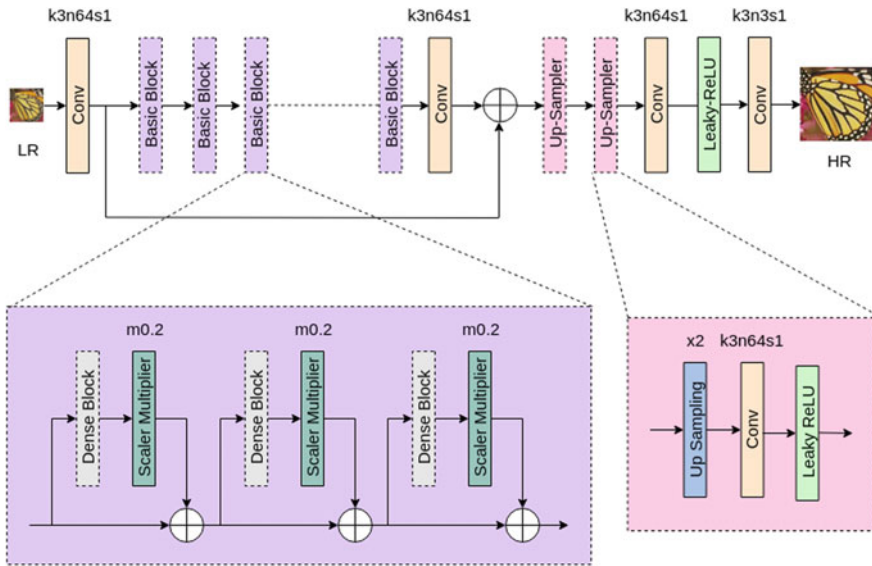 k3n64s1
k3n64s1
k3n64s1
k3n3s1
LR
Conv
Basic Block
Basic Block
Basic Block
Basic Block
Conv
Up-Sampler
Up-Sampler
Conv
Leaky-ReLU
Conv
HR
m0.2
m0.2
m0.2
Dense Block
Scaler Multiplier
Dense Block
Scaler Multiplier
Dense Block
Scaler Multiplier
x2
k3n64s1
Up Sampling
Conv
Leaky ReLU